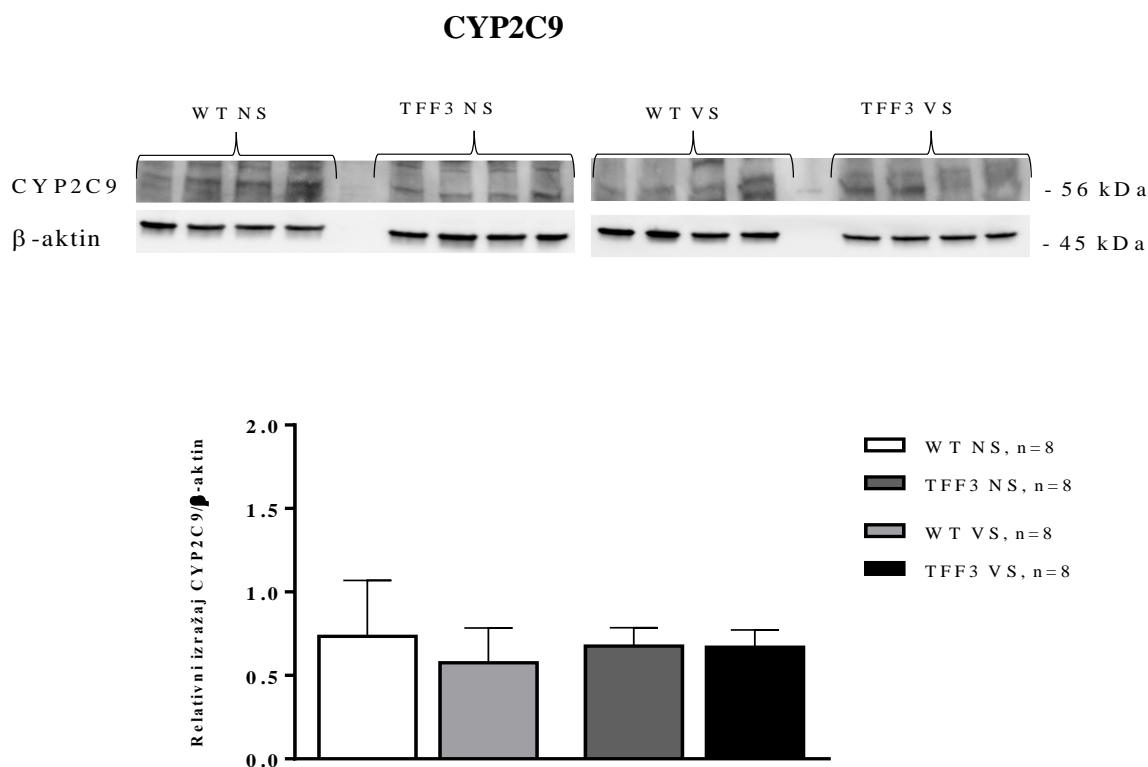 CYP2C9
WT NS
TFF3 NS
WT VS
TFF3 VS
CYP2C9
- 56 kDa
β-aktin
- 45 kDa
Relativni izražaj CYP2C9/β-aktin
2.0
1.5
1.0
0.5
0.0
WT NS, n=8
TFF3 NS, n=8
WT VS, n=8
TFF3 VS, n=8